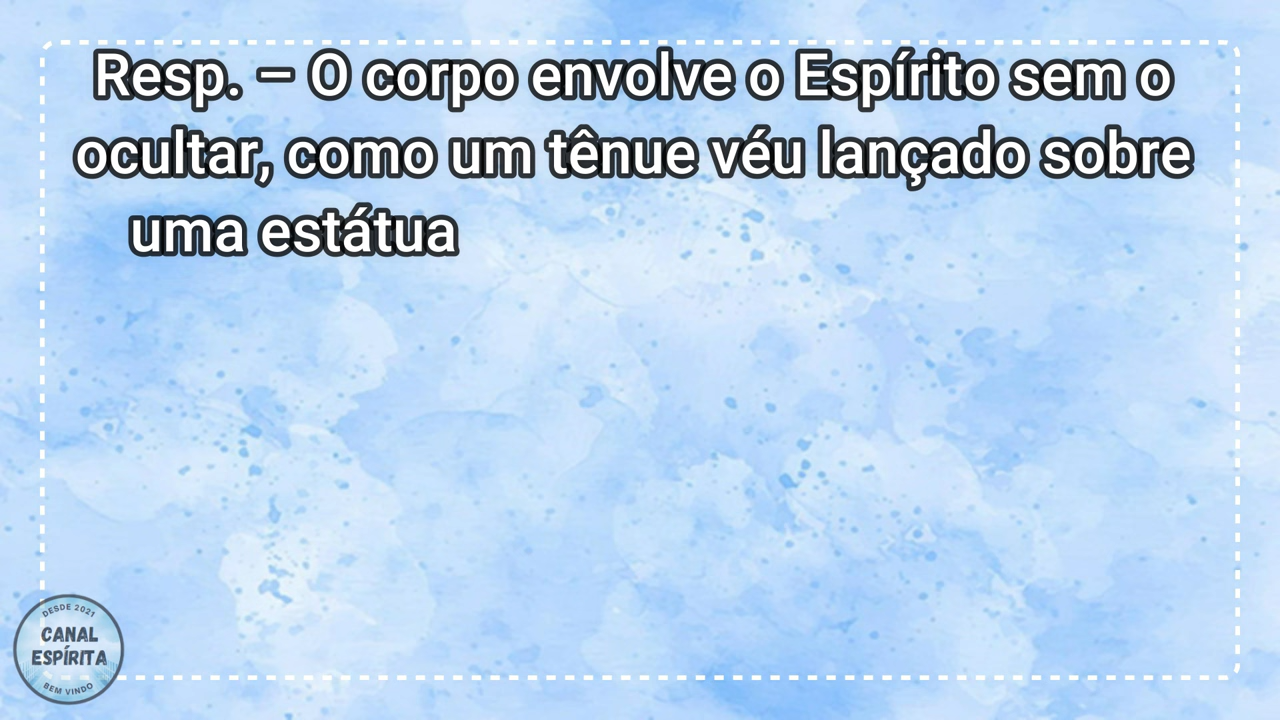 Resp. – O corpo envolve o Espírito sem o
ocultar, como um tênue véu lançado sobre
uma estátua
DESDE 2021
CANAL
ESPÍRITA
BEM VINDO